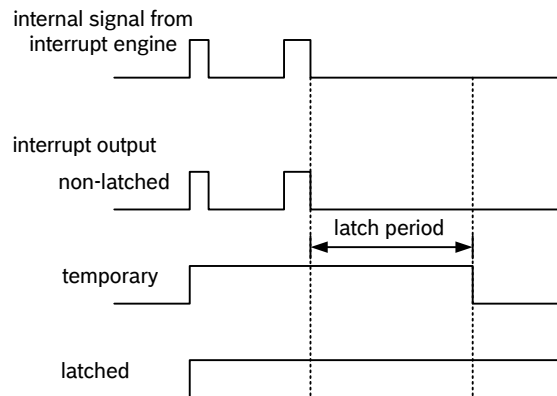 internal signal from
interrupt engine
interrupt output
non-latched
latch period
temporary
latched